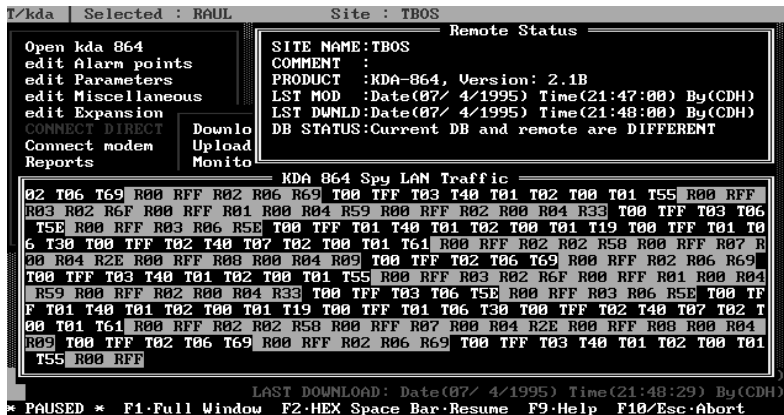 T/kda | Selected : RAUL Site : TBOS
Remote Status
Open kda 864
edit Alarm points
edit Parameters
edit Miscellaneous
edit Expansion
CONNECT DIRECT
Connect modem
Reports
Downlo
Upload
Monito
SITE NAME:TBOS
COMMENT :
PRODUCT :KDA-864, Version: 2.1B
LST MOD :Date(07/ 4/1995) Time(21:47:00) By(CDH)
LST DWNLD:Date(07/ 4/1995) Time(21:48:00) By(CDH)
DB STATUS:Current DB and remote are DIFFERENT
KDA 864 Spy LAN Traffic
02 T06 T69 R00 RFF R02 R06 R69 T00 TFF T03 T40 T01 T02 T00 T01 T55 R00 RFF
R03 R02 R6F R00 RFF R01 R00 R04 R59 R00 RFF R02 R00 R04 R33 T00 TFF T03 T06
T5E R00 RFF R03 R06 R5E T00 TFF T01 T40 T01 T02 T00 T01 T19 T00 TFF T01 T0
6 T30 T00 TFF T02 T40 T07 T02 T00 T01 T61 R00 RFF R02 R02 R58 R00 RFF R07 R
00 R04 R2E R00 RFF R08 R00 R04 R09 T00 TFF T02 T06 T69 R00 RFF R02 R06 R69
T00 TFF T03 T40 T01 T02 T00 T01 T55 R00 RFF R03 R02 R6F R00 RFF R01 R00 R04
R59 R00 RFF R02 R00 R04 R33 T00 TFF T03 T06 T5E R00 RFF R03 R06 R5E T00 TF
F T01 T40 T01 T02 T00 T01 T19 T00 TFF T01 T06 T30 T00 TFF T02 T40 T07 T02 T
00 T01 T61 R00 RFF R02 R02 R58 R00 RFF R07 R00 R04 R2E R00 RFF R08 R00 R04
R09 T00 TFF T02 T06 T69 R00 RFF R02 R06 R69 T00 TFF T03 T40 T01 T02 T00 T01
T55 R00 RFF
LAST DOWNLOAD: Date(07/ 4/1995) Time(21:48:29) By(CDH)
* PAUSED * F1·Full Window F2·HEX Space Bar·Resume F9·Help F10/Esc·Abort